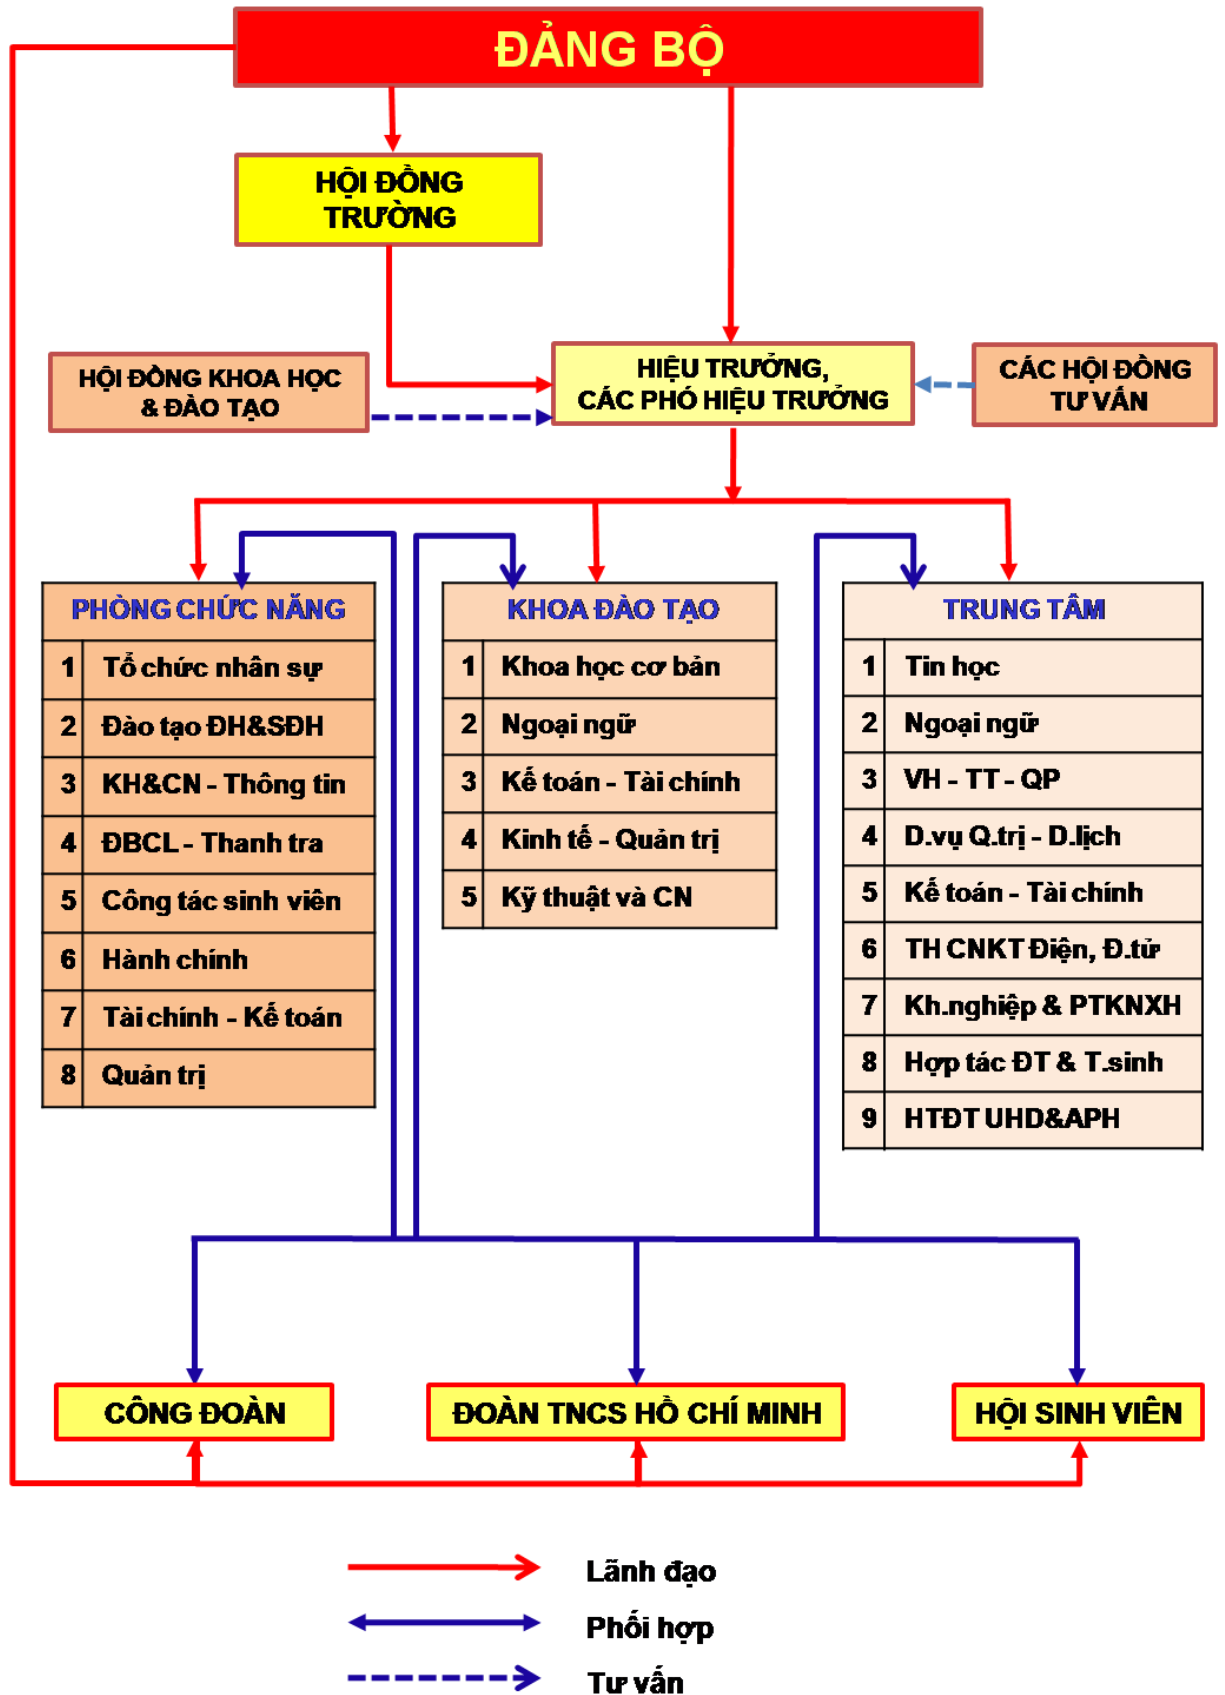 ĐẢNG BỘ
HỘI ĐỒNG
TRƯỜNG
HỘI ĐỒNG KHOA HỌC
& ĐÀO TẠO
HIỆU TRƯỞNG,
CÁC PHÓ HIỆU TRƯỞNG
CÁC HỘI ĐỒNG
TƯ VẤN
PHÒNG CHỨC NĂNG
1 Tổ chức nhân sự
2 Đào tạo ĐH&SĐH
3 KH&CN - Thông tin
4 ĐBCL - Thanh tra
5 Công tác sinh viên
6 Hành chính
7 Tài chính - Kế toán
8 Quản trị
KHOA ĐÀO TẠO
1 Khoa học cơ bản
2 Ngoại ngữ
3 Kế toán - Tài chính
4 Kinh tế - Quản trị
5 Kỹ thuật và CN
TRUNG TÂM
1 Tin học
2 Ngoại ngữ
3 VH - TT - QP
4 D.vụ Q.trị - D.lịch
5 Kế toán - Tài chính
6 TH CNKT Điện, Đ.tử
7 Kh.nghiệp & PTKNXH
8 Hợp tác ĐT & T.sinh
9 HTĐT UHD&APH
CÔNG ĐOÀN
ĐOÀN TNCS HỒ CHÍ MINH
HỘI SINH VIÊN
Lãnh đạo
Phối hợp
Tư vấn